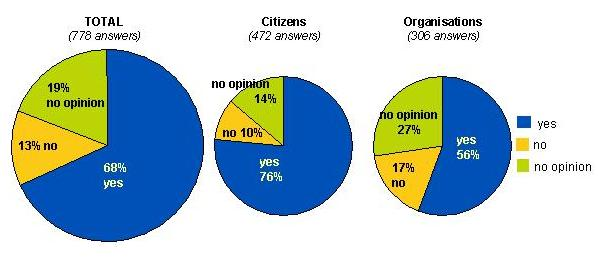 TOTAL
(778 answers)
19%
no opinion
13% no
68%
yes
Citizens
(472 answers)
no opinion
14%
no 10%
yes
76%
Organisations
(306 answers)
no opinion
27%
yes
56%
17%
no
yes
no
no opinion